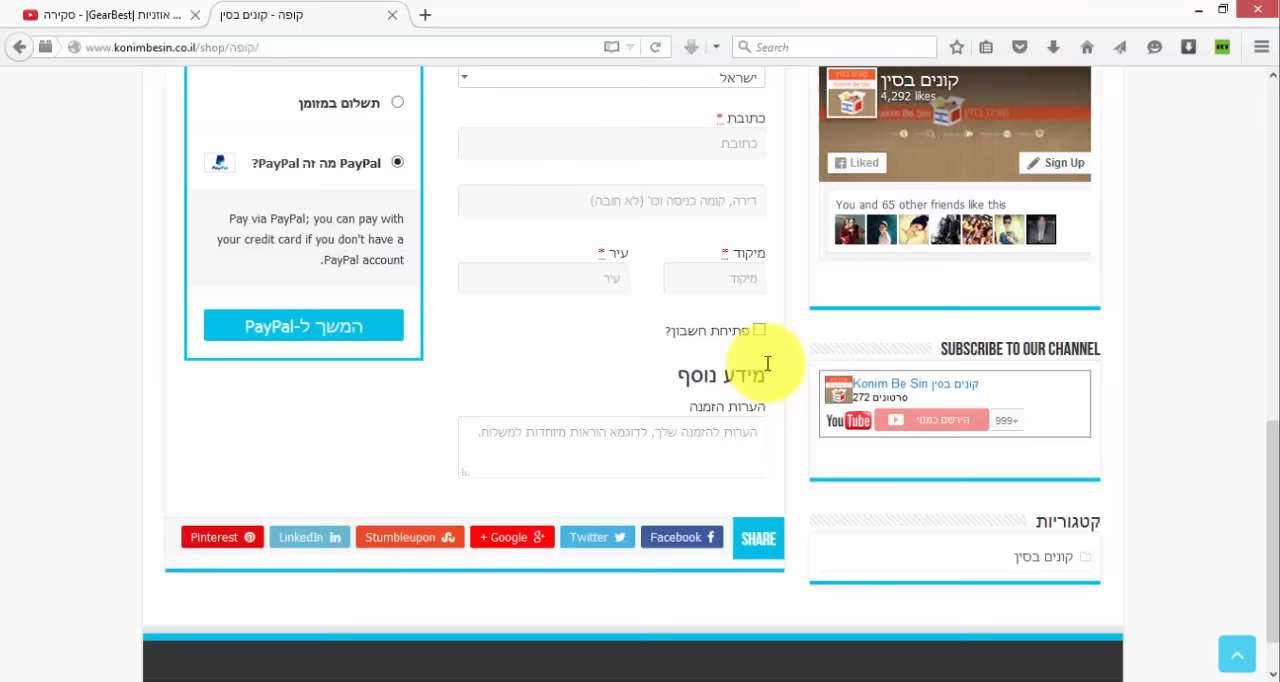 סקירה - |GearBest| אוזניות ...
קופה - קונים בסין
www.konimbesin.co.il/shop/קופה/
Search
ישראל
כתובת *
כתובת
דירה, קומה כניסה וכו' (לא חובה)
מיקוד *
עיר *
מיקוד
עיר
פתיחת חשבון?
מידע נוסף
הערות הזמנה
הערות להזמנה שלך, לדוגמא הוראות מיוחדות למשלוח.
תשלום במזומן
PayPal מה זה PayPal?
PayPal
Pay via PayPal; you can pay with
your credit card if you don't have a
PayPal account.
המשך ל-PayPal
SHARE
Facebook
Twitter
Google +
Stumbleupon
LinkedIn
Pinterest
קונים בסין
4,292 likes
Liked
Sign Up
You and 65 other friends like this
SUBSCRIBE TO OUR CHANNEL
Konim Be Sin קונים בסין
272 סרטונים
YouTube
הירשם כמנוי
999+
קטגוריות
קונים בסין